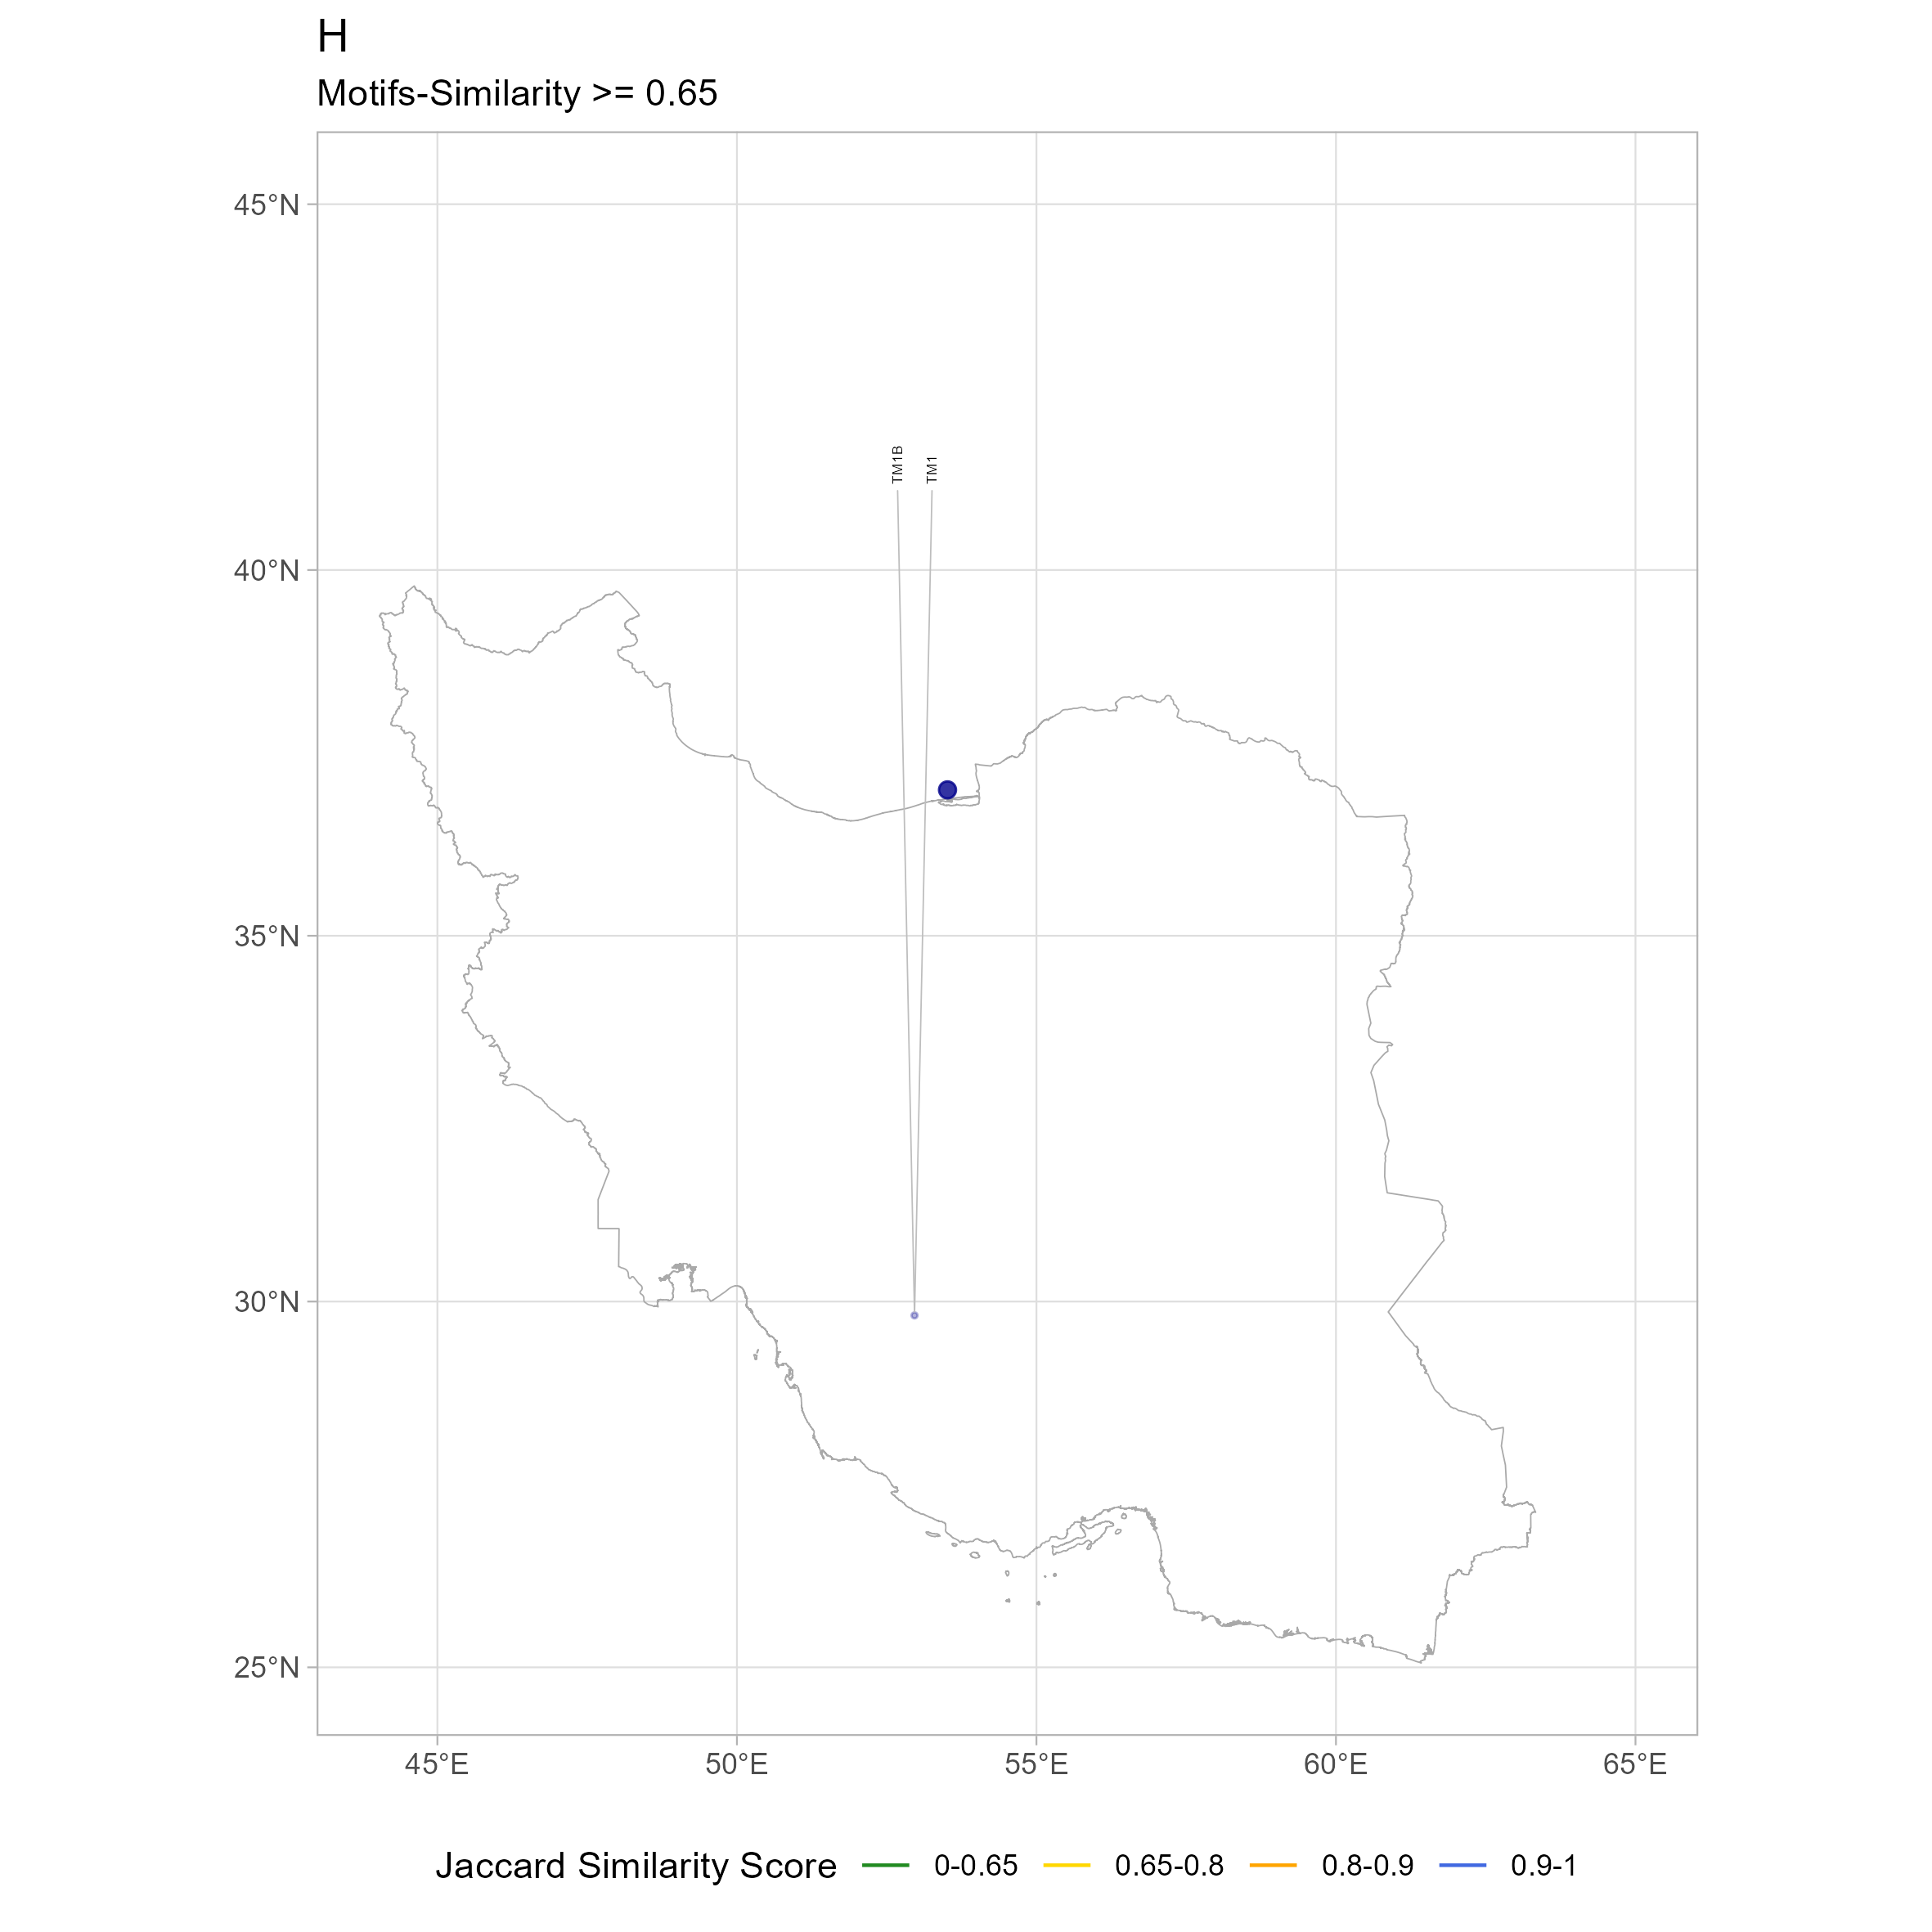 H
Motifs-Similarity >= 0.65
45°N
TM1B TM1
40°N
35°N
30°N
25°N
45°E 50°E 55°E 60°E 65°E
Jaccard Similarity Score 0-0.65 0.65-0.8 0.8-0.9 0.9-1